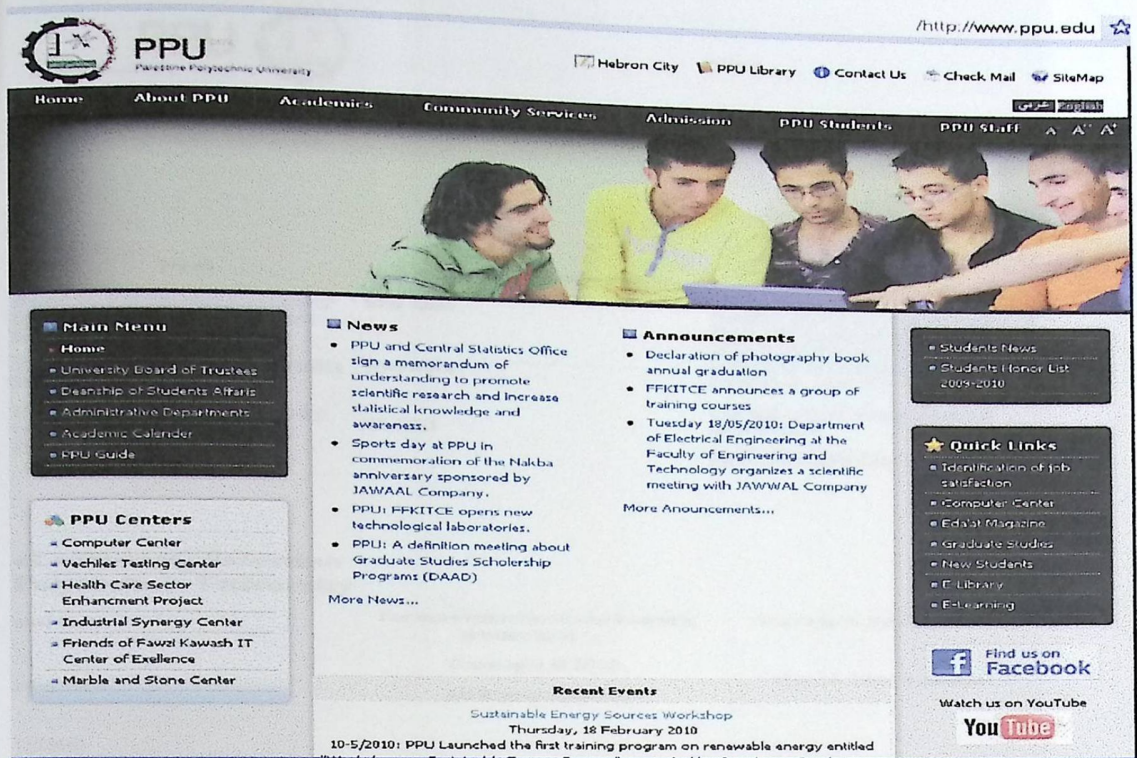 /http://www.ppu.edu
PPU
Palestine Polytechnic University
Hebron City PPU Library Contact Us Check Mail SiteMap
عربي English
Home About PPU Academics Community Services Admission PPU Students PPU Staff A A⁻ A⁺
Main Menu
Home
University Board of Trustees
Deanship of Students Affaris
Administrative Departments
Academic Calender
PPU Guide
PPU Centers
Computer Center
Vechiles Testing Center
Health Care Sector
Enhancment Project
Industrial Synergy Center
Friends of Fawzi Kawash IT
Center of Exellence
Marble and Stone Center
News
PPU and Central Statistics Office
sign a memorandum of
understanding to promote
scientific research and increase
statistical knowledge and
awareness.
Sports day at PPU in
commemoration of the Nakba
anniversary sponsored by
JAWAAL Company.
PPU: FFKITCE opens new
technological laboratories.
PPU: A definition meeting about
Graduate Studies Scholership
Programs (DAAD)
More News...
Announcements
Declaration of photography book
annual graduation
FFKITCE announces a group of
training courses
Tuesday 18/05/2010: Department
of Electrical Engineering at the
Faculty of Engineering and
Technology organizes a scientific
meeting with JAWWAL Company
More Anouncements...
Recent Events
Sustainable Energy Sources Workshop
Thursday, 18 February 2010
10-5/2010: PPU Launched the first training program on renewable energy entitled
Students News
Students Honor List
2009-2010
Quick Links
Identification of job
satisfaction
Computer Center
Eda'at Magazine
Graduate Studies
New Students
E-Library
E-Learning
Find us on
Facebook
Watch us on YouTube
YouTube